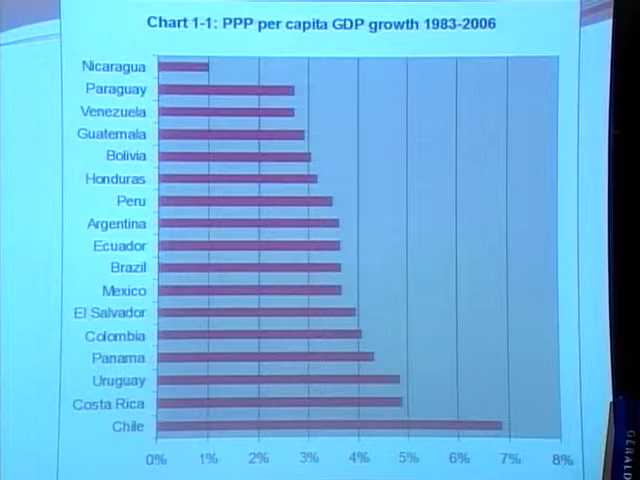 Chart 1-1: PPP per capita GDP growth 1983-2006
Nicaragua
Paraguay
Venezuela
Guatemala
Bolivia
Honduras
Peru
Argentina
Ecuador
Brazil
Mexico
El Salvador
Colombia
Panama
Uruguay
Costa Rica
Chile
0% 1% 2% 3% 4% 5% 6% 7% 8%
GERALD